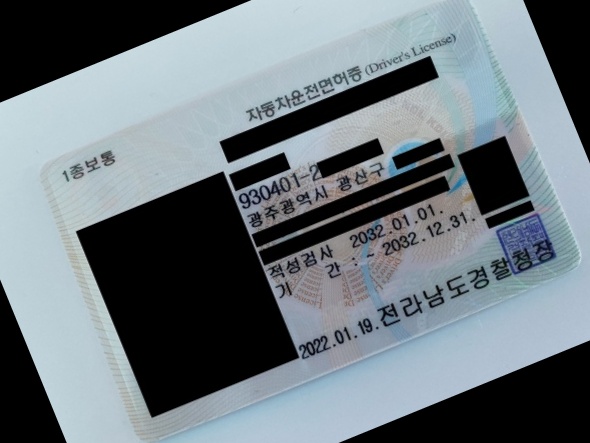 자동차운전면허증 (Driver's License)
1종보통
930401-2
광주광역시 광산구
적성검사 2032.01.01.
기 간 : ~ 2032.12.31.
2022.01.19. 전라남도경찰청장